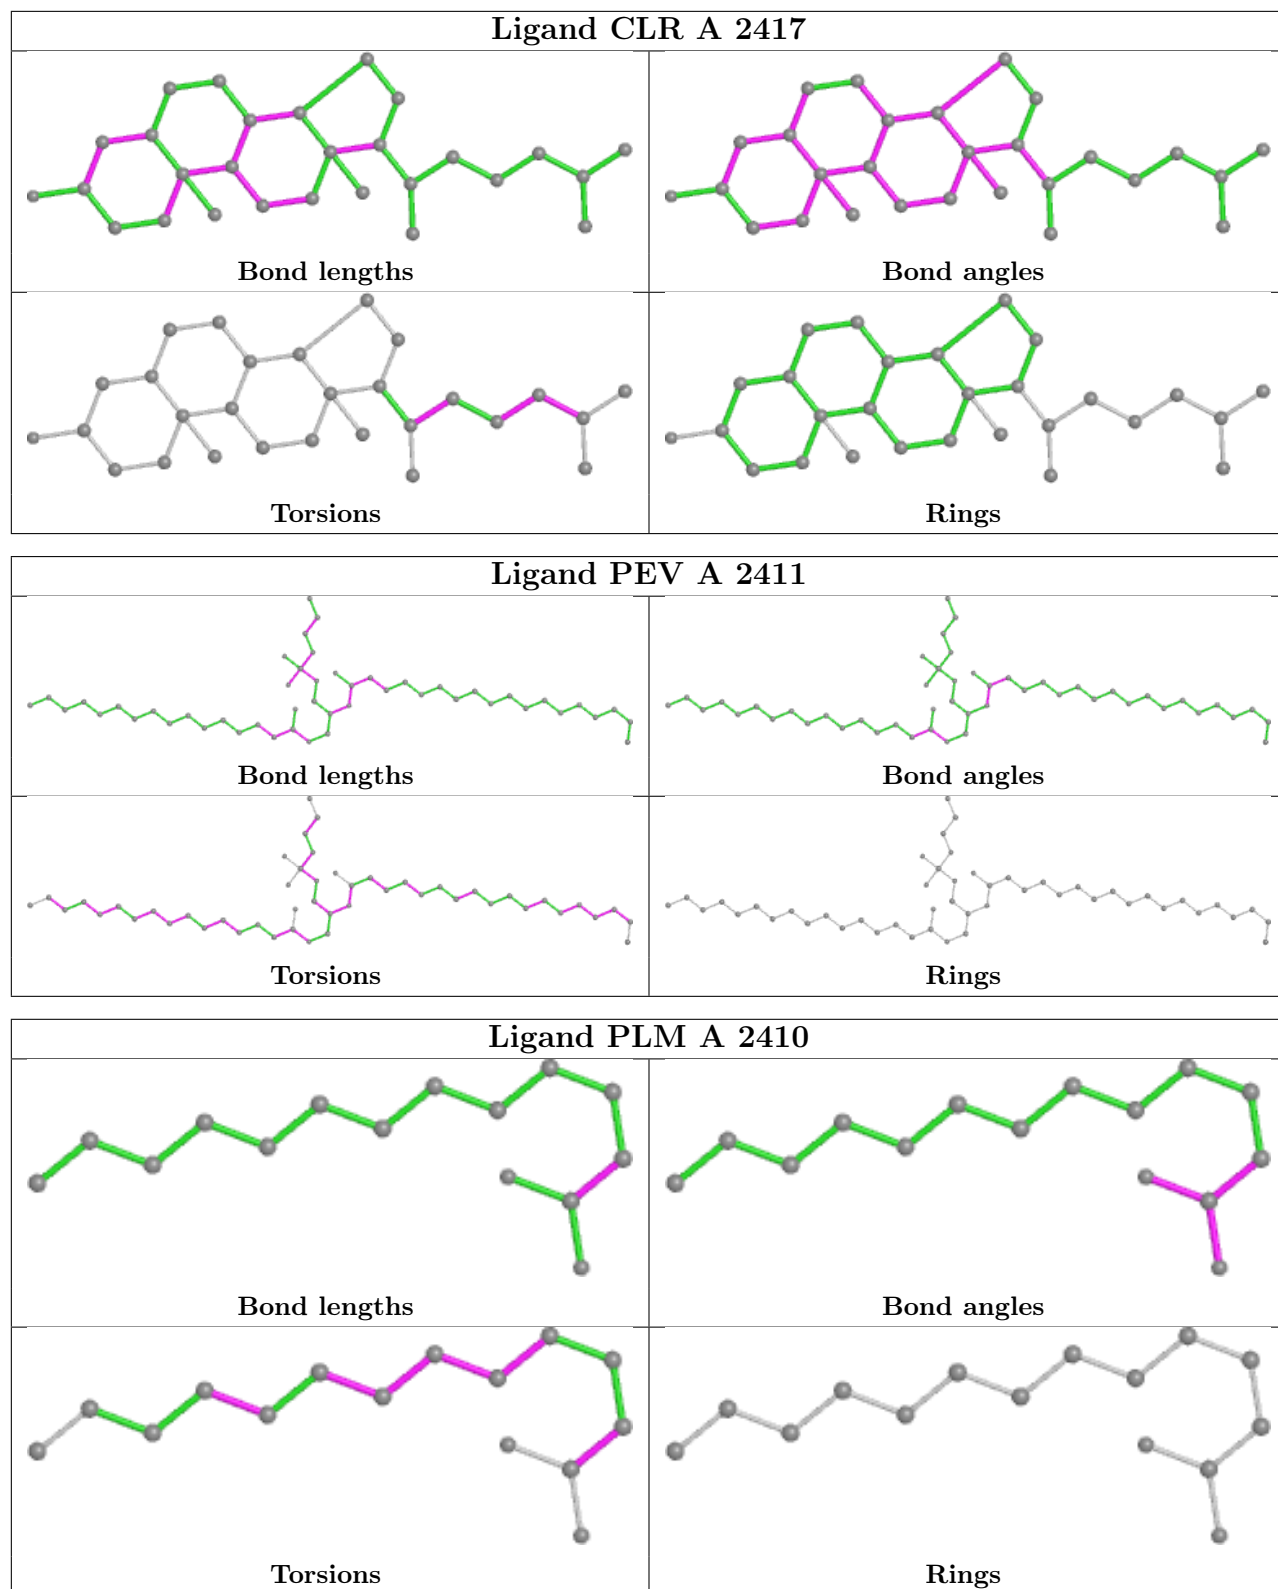 Ligand CLR A 2417
Bond lengths
Bond angles
Torsions
Rings
Ligand PEV A 2411
Bond lengths
Bond angles
Torsions
Rings
Ligand PLM A 2410
Bond lengths
Bond angles
Torsions
Rings